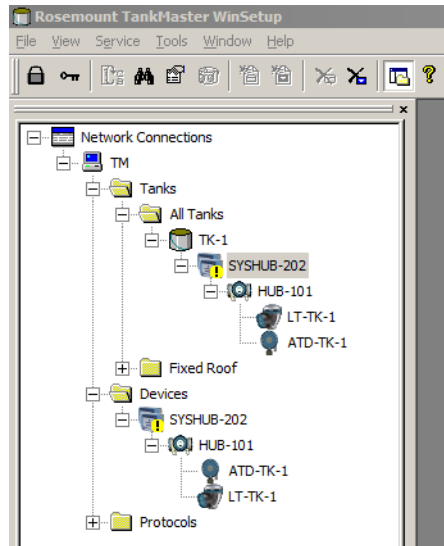 Rosemount TankMaster WinSetup
File View Service Tools Window Help
Network Connections
TM
Tanks
All Tanks
TK-1
SYSHUB-202
HUB-101
LT-TK-1
ATD-TK-1
Fixed Roof
Devices
SYSHUB-202
HUB-101
ATD-TK-1
LT-TK-1
Protocols